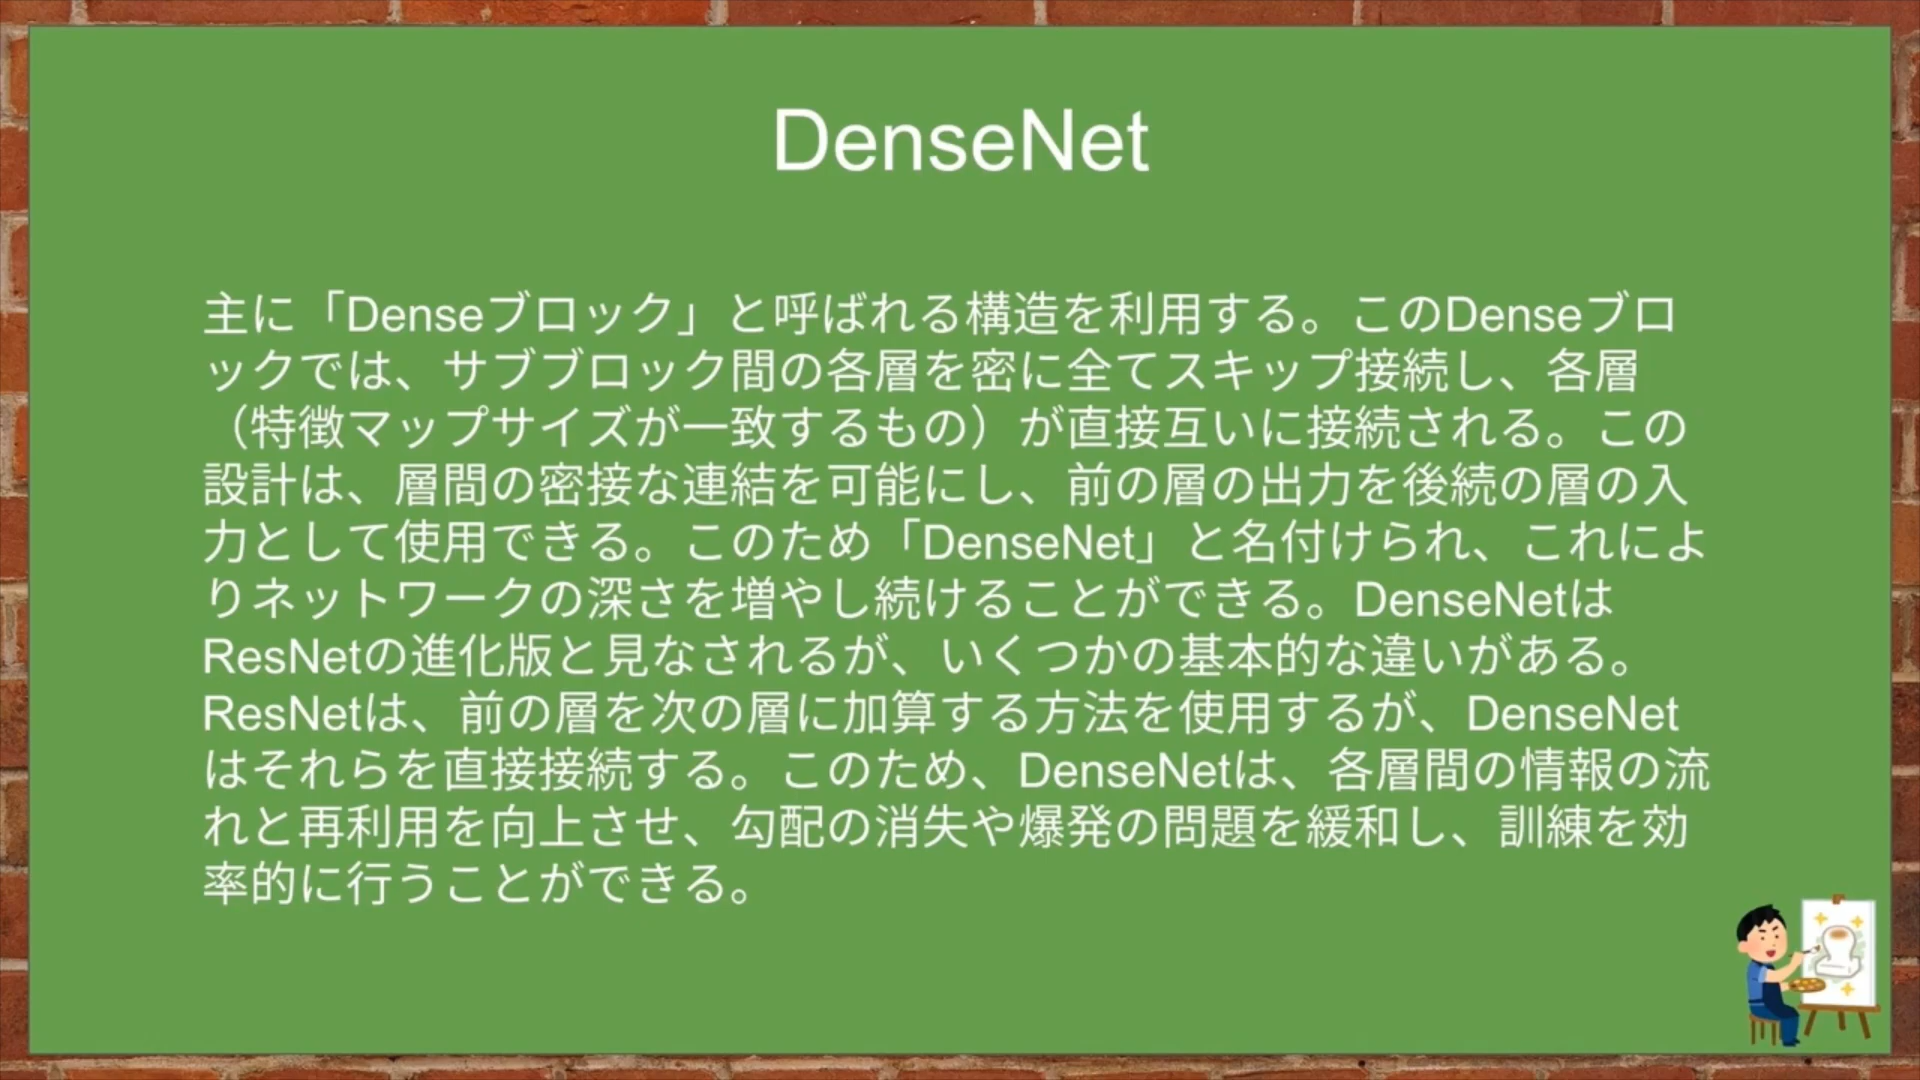 DenseNet
主に「Denseブロック」と呼ばれる構造を利用する。このDenseブロ
ックでは、サブブロック間の各層を密に全てスキップ接続し、各層
（特徴マップサイズが一致するもの）が直接互いに接続される。この
設計は、層間の密接な連結を可能にし、前の層の出力を後続の層の入
力として使用できる。このため「DenseNet」と名付けられ、これによ
りネットワークの深さを増やし続けることができる。DenseNetは
ResNetの進化版と見なされるが、いくつかの基本的な違いがある。
ResNetは、前の層を次の層に加算する方法を使用するが、DenseNet
はそれらを直接接続する。このため、DenseNetは、各層間の情報の流
れと再利用を向上させ、勾配の消失や爆発の問題を緩和し、訓練を効
率的に行うことができる。